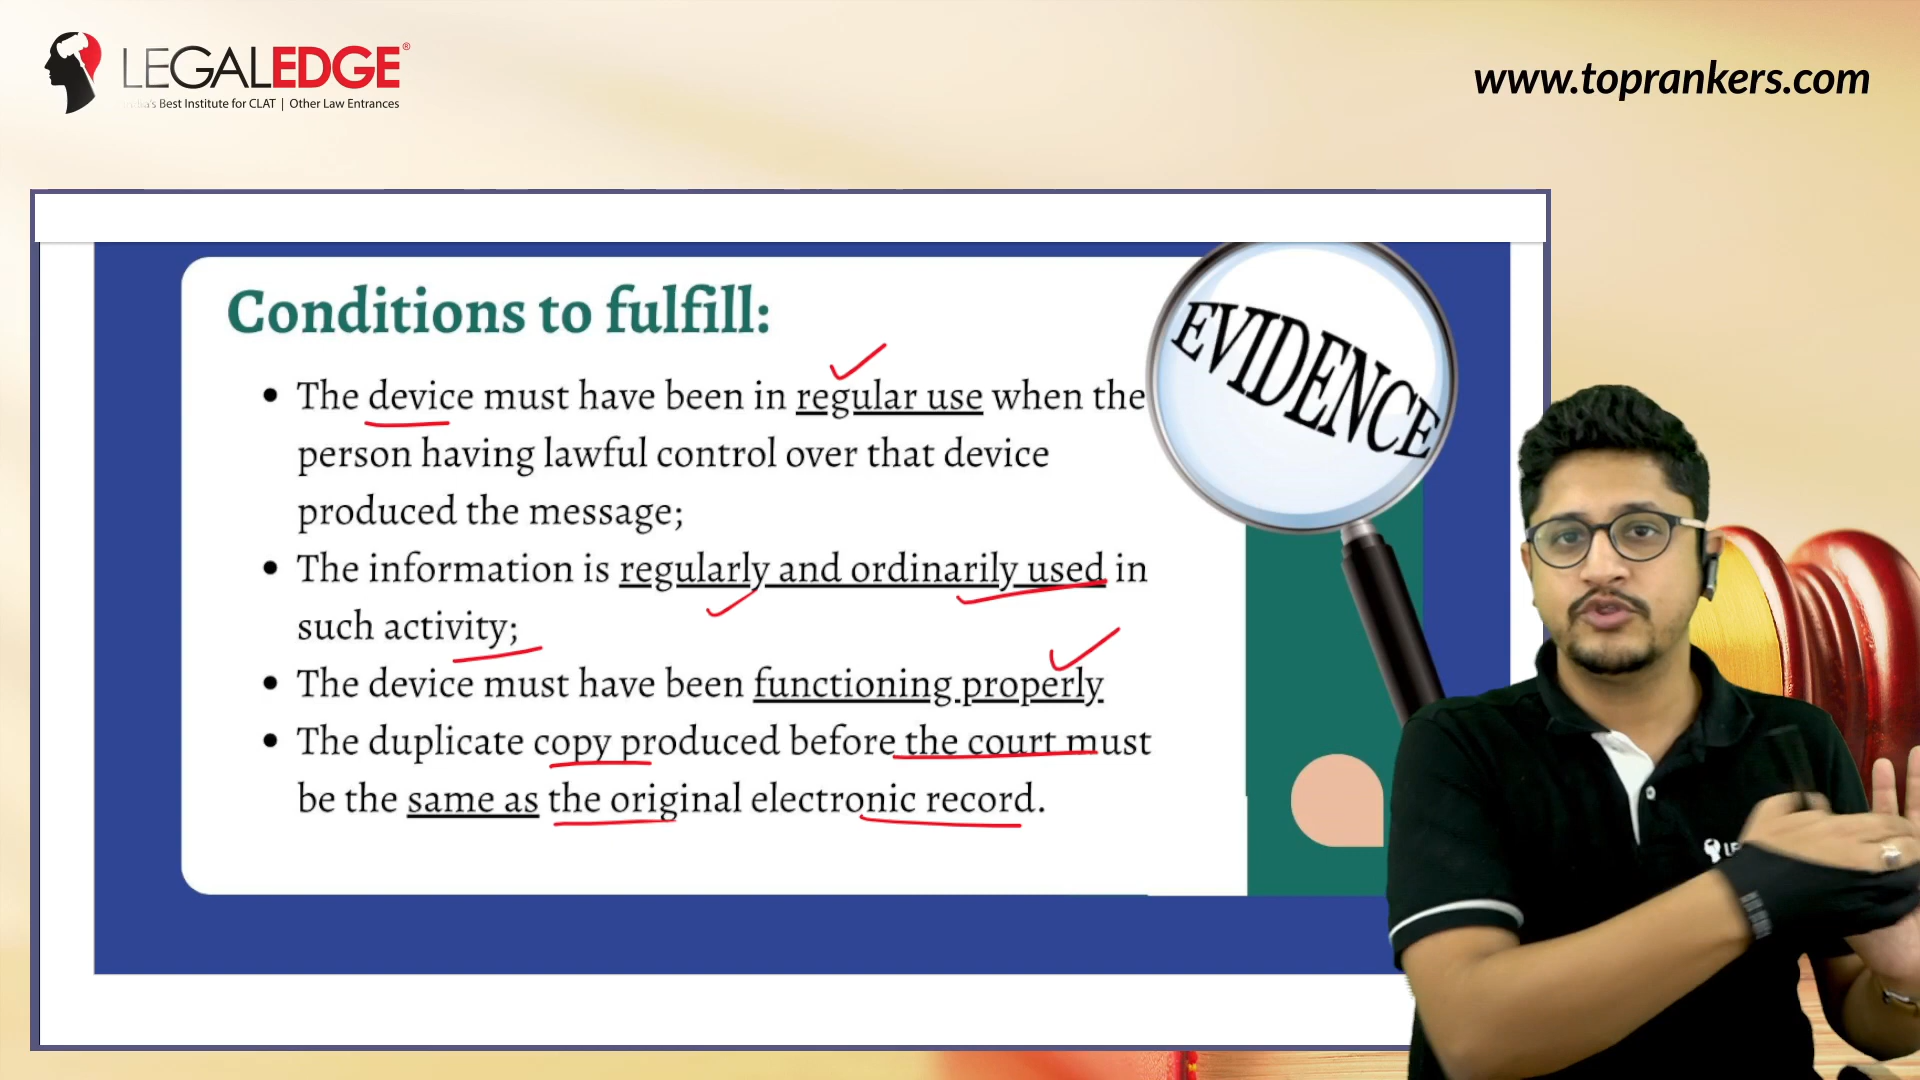 LEGALEDGE®
India's Best Institute for CLAT | Other Law Entrances
www.toprankers.com
Conditions to fulfill:
• The device must have been in regular use when the
person having lawful control over that device
produced the message;
• The information is regularly and ordinarily used in
such activity;
• The device must have been functioning properly
• The duplicate copy produced before the court must
be the same as the original electronic record.
EVIDENCE